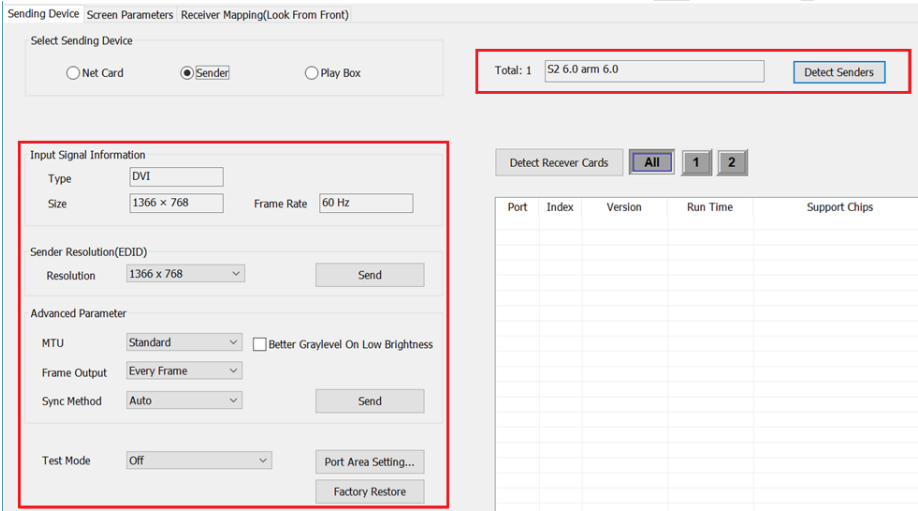 Sending Device Screen Parameters Receiver Mapping(Look From Front)
Select Sending Device
Net Card Sender Play Box
Total: 1 S2 6.0 arm 6.0 Detect Senders
Input Signal Information
Type DVI
Size 1366 × 768 Frame Rate 60 Hz
Sender Resolution(EDID)
Resolution 1366 x 768 Send
Advanced Parameter
MTU Standard Better Graylevel On Low Brightness
Frame Output Every Frame
Sync Method Auto Send
Test Mode Off Port Area Setting...
Factory Restore
Detect Recever Cards All 1 2
Port Index Version Run Time Support Chips